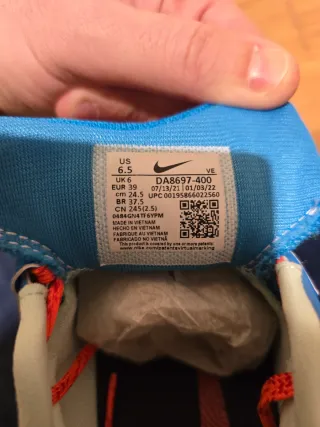 US
6.5
VE
UK 6
EUR 39
cm 24.5
BR 37.5
CN 245(2.5)
DA8697-400
07/13/21 | 01/03/22
UPC 00195866022560
MADE IN VIETNAM
HECHO EN VIETNAM
FABRIQUE AU VIETNAM
FABRICADO NO VIETNÃ